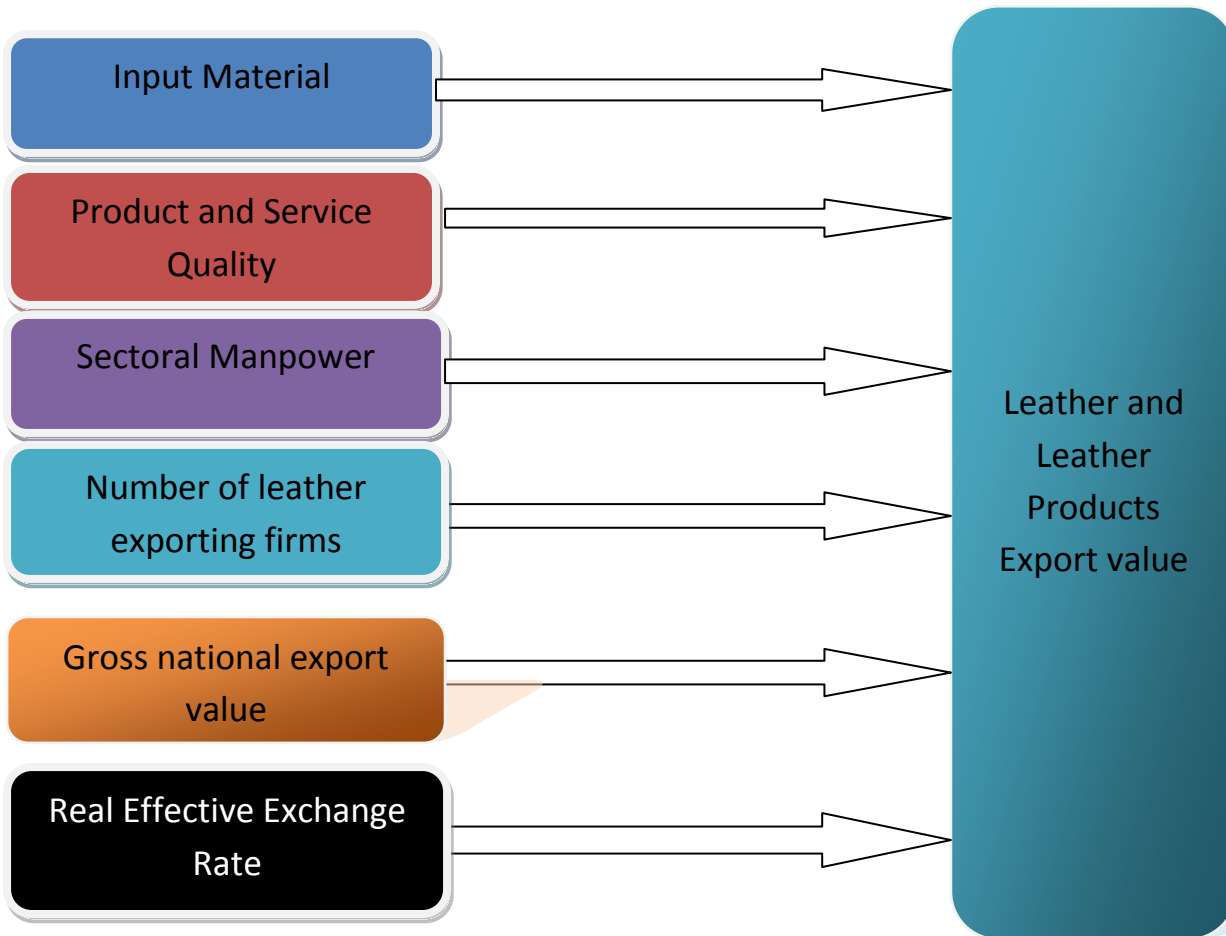 Input Material
Product and Service
Quality
Sectoral Manpower
Number of leather
exporting firms
Gross national export
value
Real Effective Exchange
Rate
Leather and
Leather
Products
Export value